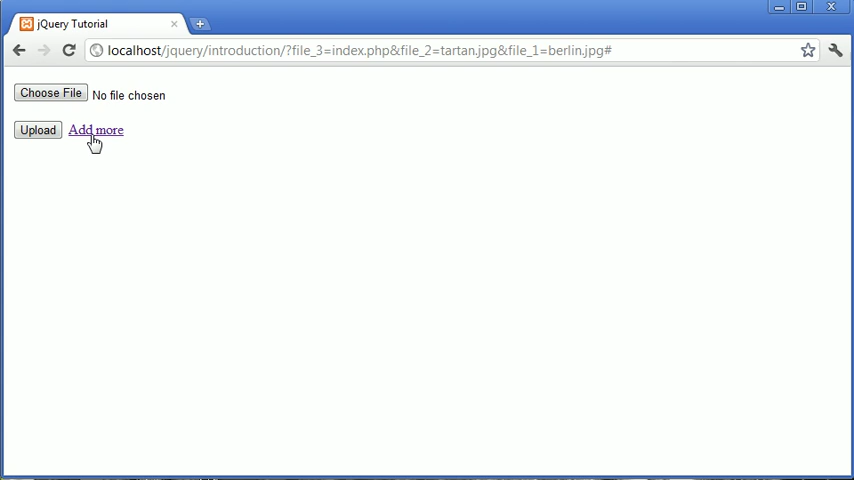 jQuery Tutorial
localhost/jquery/introduction/?file_3=index.php&file_2=tartan.jpg&file_1=berlin.jpg#
Choose File No file chosen
Upload Add more